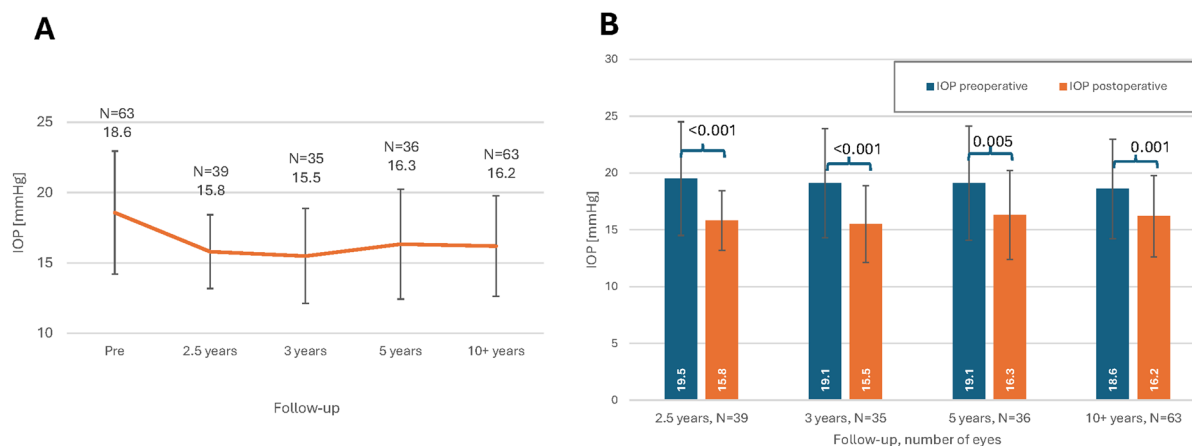 A
N=63
18.6
N=39
15.8
N=35
15.5
N=36
16.3
N=63
16.2
25
20
15
10
IOP [mmHg]
Pre
2.5 years
3 years
5 years
10+ years
Follow-up
B
IOP preoperative
IOP postoperative
30
25
20
15
10
5
0
IOP [mmHg]
<0.001
<0.001
0.005
0.001
19.5
15.8
19.1
15.5
19.1
16.3
18.6
16.2
2.5 years, N=39
3 years, N=35
5 years, N=36
10+ years, N=63
Follow-up, number of eyes